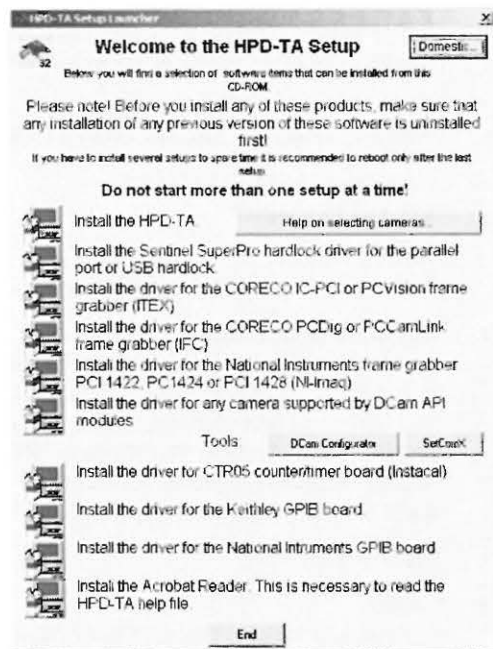 HPD-TA Setup Launcher
Welcome to the HPD-TA Setup
Domestic...
32
Below you will find a selection of software items that can be installed from this
CD-ROM
Please note! Before you install any of these products, make sure that
any installation of any previous version of these software is uninstalled
first!
If you have to install several setups to spare time it is recommended to reboot only after the last
setup
Do not start more than one setup at a time!
Install the HPD-TA
Help on selecting cameras...
Install the Sentinel SuperPro hardlock driver for the parallel
port or USB hardlock
Install the driver for the CORECO IC-PCI or PCVision frame
grabber (ITEX)
Install the driver for the CORECO PCDig or PCCamLink
frame grabber (IFC)
Install the driver for the National Instruments frame grabber
PCI 1422, PC1424 or PCI 1428 (NI-Imaq)
Install the driver for any camera supported by DCam API
modules
Tools
DCam Configurator
SetCamX
Install the driver for CTR05 counter/timer board (Instacal)
Install the driver for the Keithley GPIB board
Install the driver for the National Intruments GPIB board
Install the Acrobat Reader. This is necessary to read the
HPD-TA help file
End